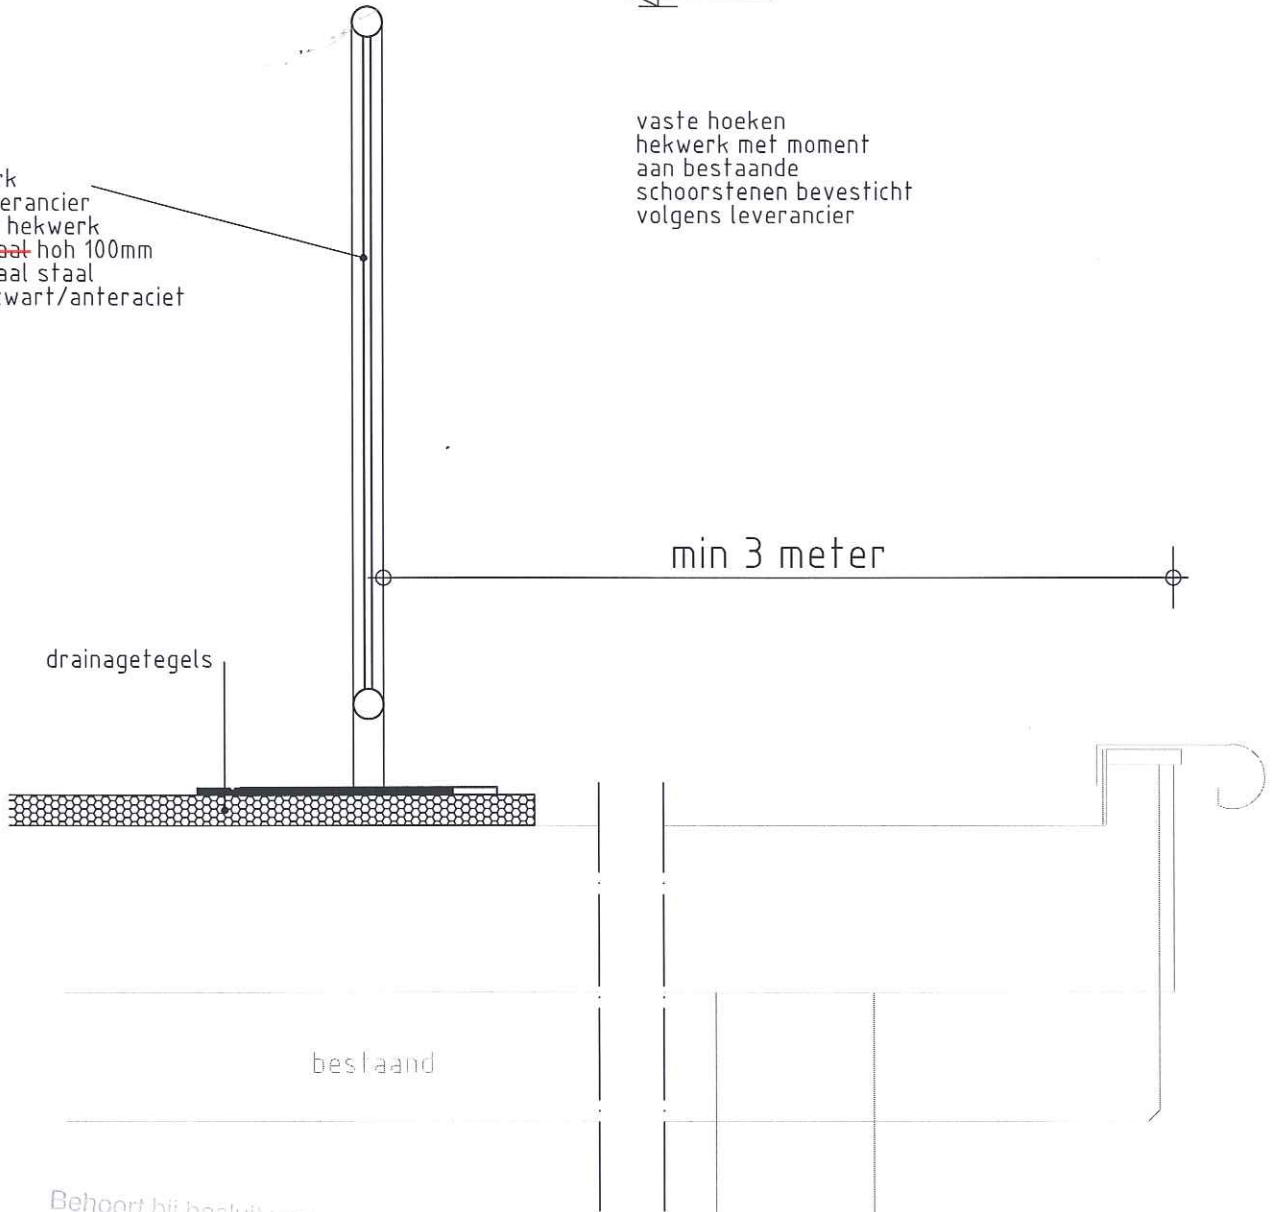 vaste hoeken
hekwerk met moment
aan bestaande
schoorstenen bevesticht
volgens leverancier
rk
erancier
hekwerk
aal hoh 100mm
aal staal
wart/anteraciet
min 3 meter
drainagetegels
bestaand
Behoort bij